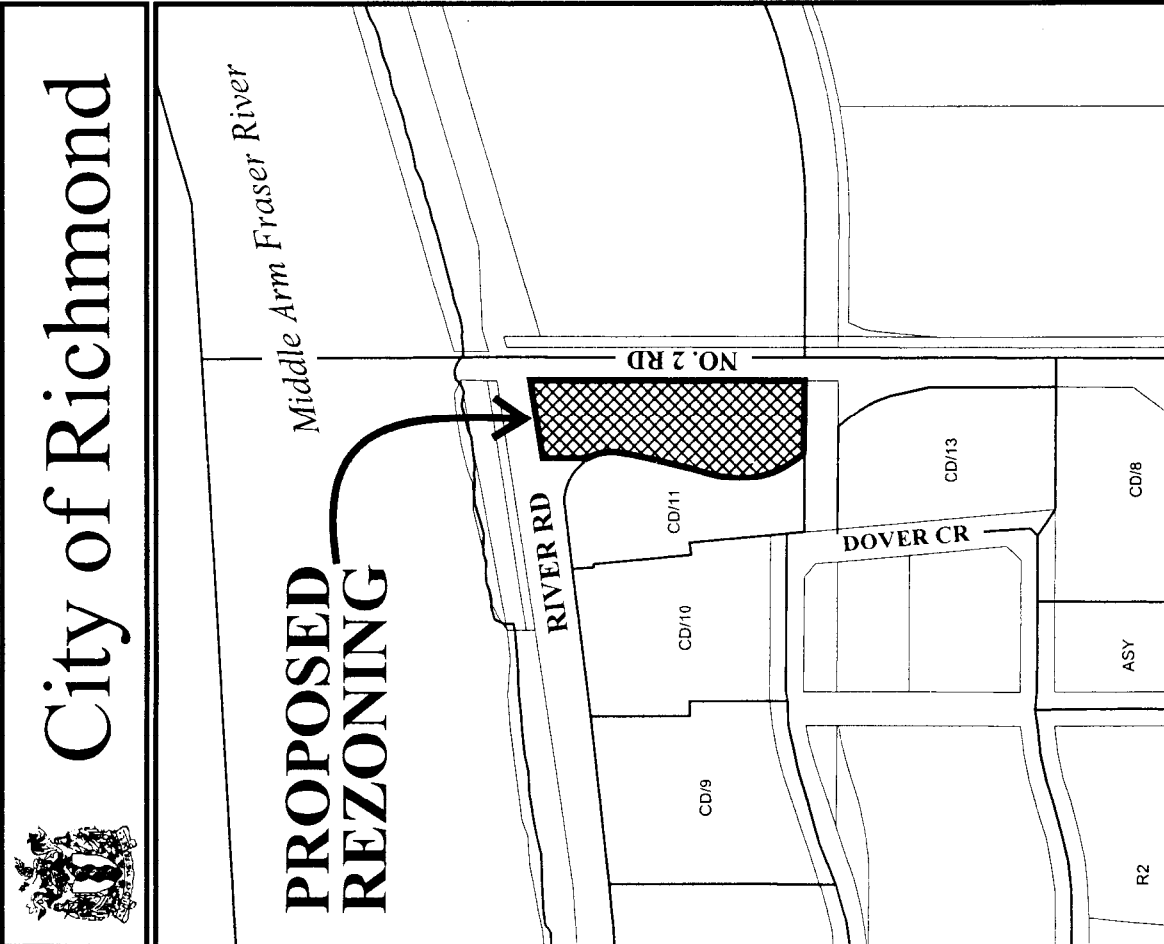 City of Richmond
Middle Arm Fraser River
PROPOSED
REZONING
RIVER RD
NO. 2 RD
CD/11
CD/10
CD/9
DOVER CR
CD/13
CD/8
ASY
R2